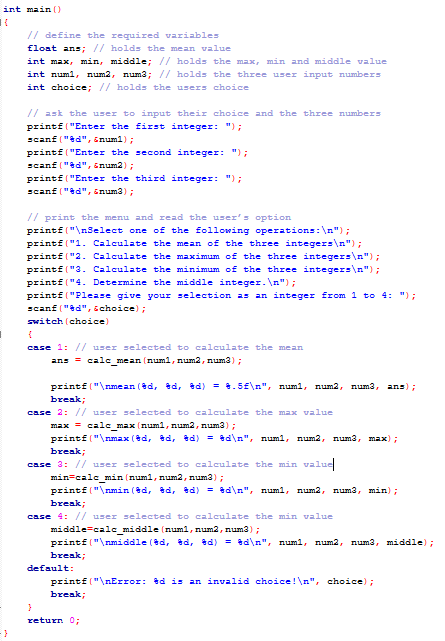 int main()
{
// define the required variables
float ans; // holds the mean value
int max, min, middle; // holds the max, min and middle value
int num1, num2, num3; // holds the three user input numbers
int choice; // holds the users choice
// ask the user to input their choice and the three numbers
printf("Enter the first integer: ");
scanf("%d",&num1);
printf("Enter the second integer: ");
scanf("%d",&num2);
printf("Enter the third integer: ");
scanf("%d",&num3);
// print the menu and read the user's option
printf("\nSelect one of the following operations:\n");
printf("1. Calculate the mean of the three integers\n");
printf("2. Calculate the maximum of the three integers\n");
printf("3. Calculate the minimum of the three integers\n");
printf("4. Determine the middle integer.\n");
printf("Please give your selection as an integer from 1 to 4: ");
scanf("%d",&choice);
switch(choice)
{
case 1: // user selected to calculate the mean
ans = calc_mean(num1,num2,num3);
printf("\nmean(%d, %d, %d) = %.5f\n", num1, num2, num3, ans);
break;
case 2: // user selected to calculate the max value
max = calc_max(num1,num2,num3);
printf("\nmax(%d, %d, %d) = %d\n", num1, num2, num3, max);
break;
case 3: // user selected to calculate the min value
min=calc_min(num1,num2,num3);
printf("\nmin(%d, %d, %d) = %d\n", num1, num2, num3, min);
break;
case 4: // user selected to calculate the min value
middle=calc_middle(num1,num2,num3);
printf("\nmiddle(%d, %d, %d) = %d\n", num1, num2, num3, middle);
break;
default:
printf("\nError: %d is an invalid choice!\n", choice);
break;
}
return 0;
}